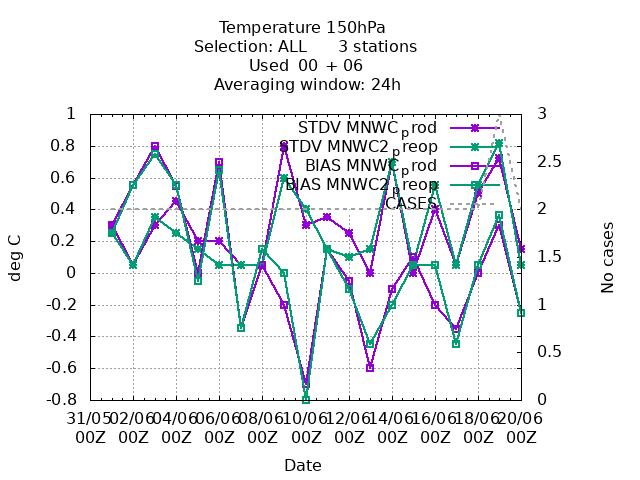 Temperature 150hPa
Selection: ALL 3 stations
Used 00 + 06
Averaging window: 24h
1
0.8
0.6
0.4
0.2
0
-0.2
-0.4
-0.6
-0.8
deg C
3
2.5
2
1.5
1
0.5
0
No cases
STDV MNWC_prod
STDV MNWC2_preop
BIAS MNWC_prod
BIAS MNWC2_preop
CASES
31/05 02/06 04/06 06/06 08/06 10/06 12/06 14/06 16/06 18/06 20/06
00Z 00Z 00Z 00Z 00Z 00Z 00Z 00Z 00Z 00Z 00Z
Date